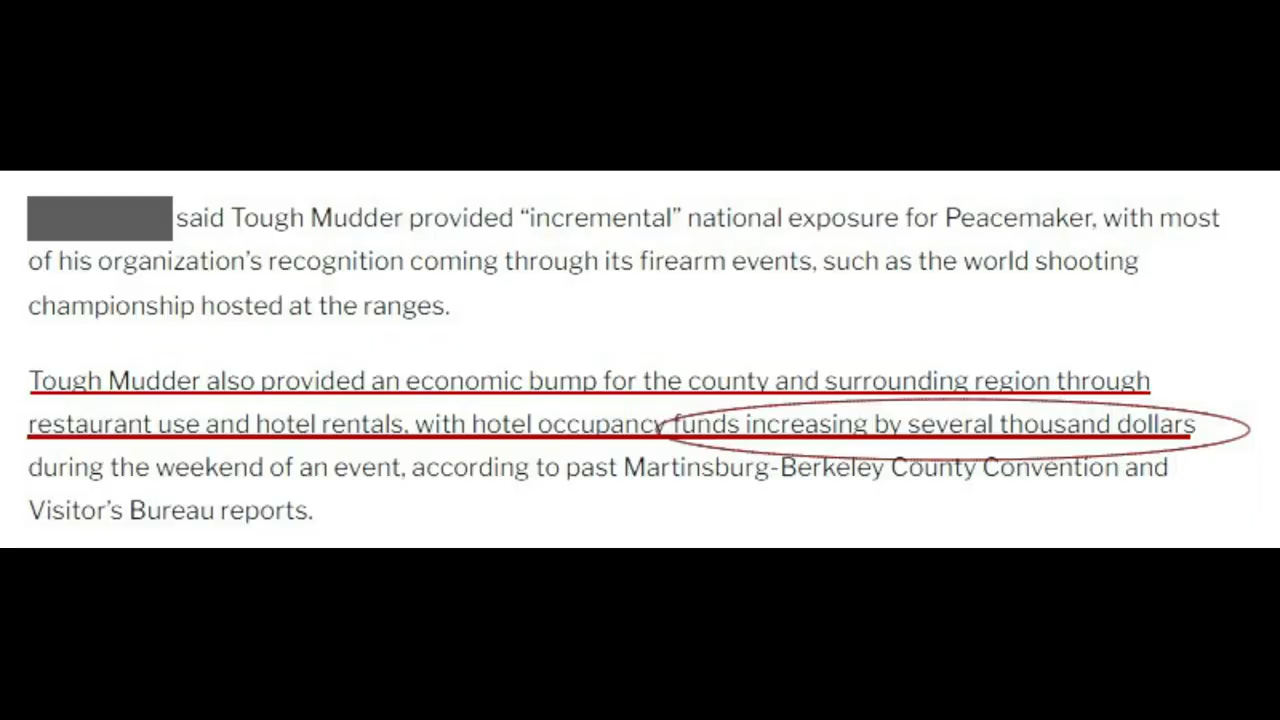 said Tough Mudder provided “incremental” national exposure for Peacemaker, with most
of his organization’s recognition coming through its firearm events, such as the world shooting
championship hosted at the ranges.
Tough Mudder also provided an economic bump for the county and surrounding region through
restaurant use and hotel rentals, with hotel occupancy funds increasing by several thousand dollars
during the weekend of an event, according to past Martinsburg-Berkeley County Convention and
Visitor’s Bureau reports.